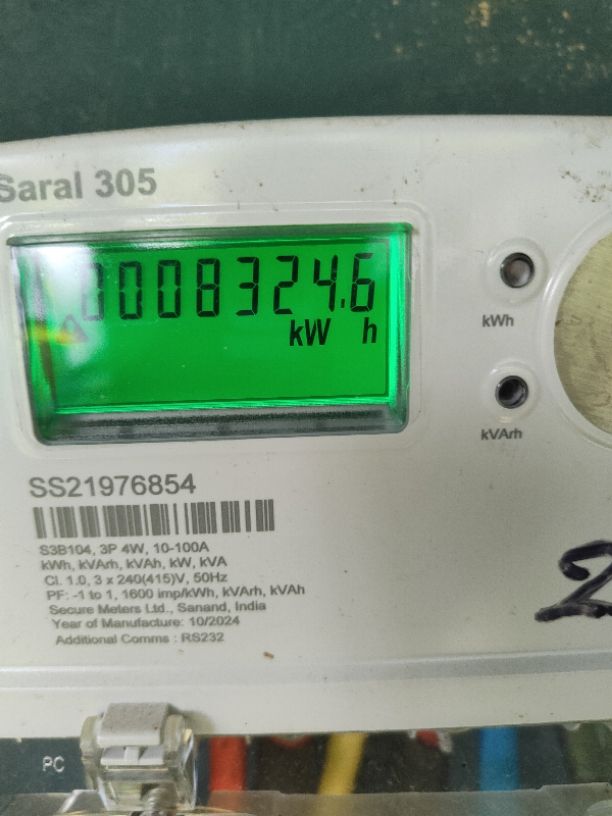 Saral 305
0008324.6
kW h
kWh
kVArh
SS21976854
S3B104, 3P 4W, 10-100A
kWh, kVArh, kVAh, kW, kVA
Cl. 1.0, 3 x 240(415)V, 50Hz
PF: -1 to 1, 1600 imp/kWh, kVArh, kVAh
Secure Meters Ltd., Sanand, India
Year of Manufacture: 10/2024
Additional Comms : RS232
2
PC